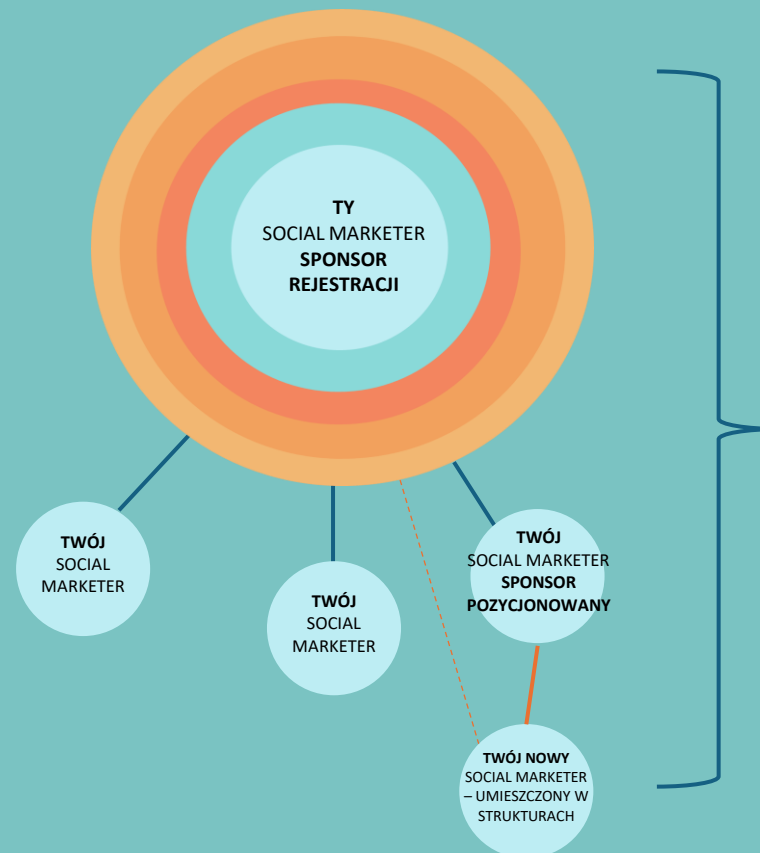 TY
SOCIAL MARKETER
SPONSOR
REJESTRACJI
TWÓJ
SOCIAL
MARKETER
TWÓJ
SOCIAL
MARKETER
TWÓJ
SOCIAL MARKETER
SPONSOR
POZYCJONOWANY
TWÓJ NOWY
SOCIAL MARKETER
– UMIESZCZONY W
STRUKTURACH